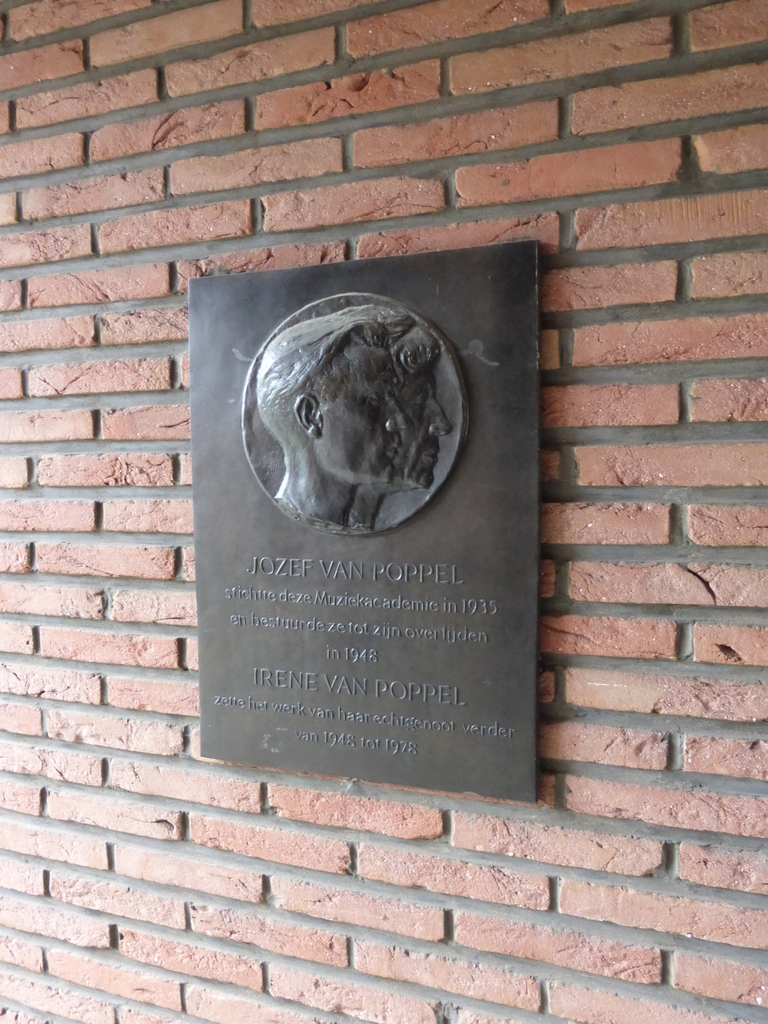 JOZEF VAN POPPEL
stichtte deze Muziekacademie in 1935
en bestuurde ze tot zijn overlijden
in 1948
IRENE VAN POPPEL
zette het werk van haar echtgenoot verder
van 1948 tot 1978